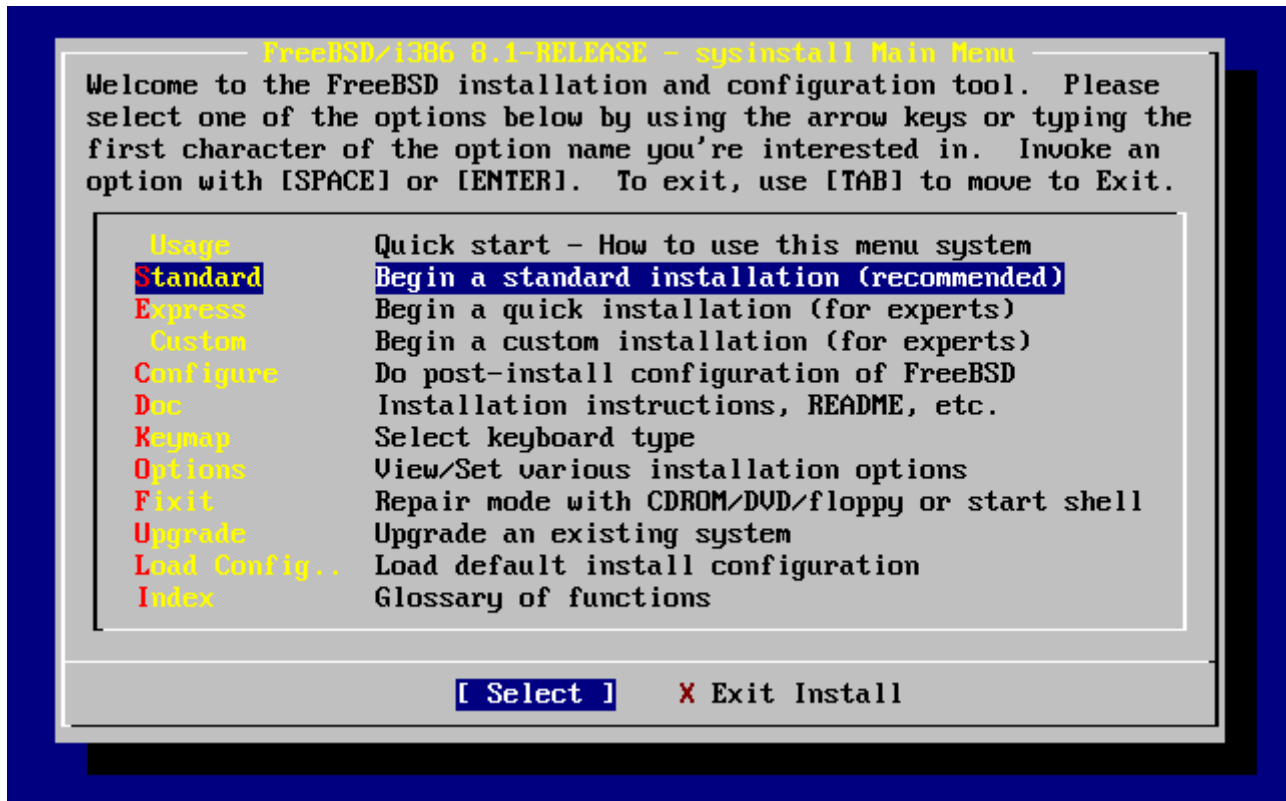 FreeBSD/i386 8.1-RELEASE - sysinstall Main Menu
Welcome to the FreeBSD installation and configuration tool.  Please
select one of the options below by using the arrow keys or typing the
first character of the option name you're interested in.  Invoke an
option with [SPACE] or [ENTER].  To exit, use [TAB] to move to Exit.
Usage Quick start - How to use this menu system
Standard Begin a standard installation (recommended)
Express Begin a quick installation (for experts)
Custom Begin a custom installation (for experts)
Configure Do post-install configuration of FreeBSD
Doc Installation instructions, README, etc.
Keymap Select keyboard type
Options View/Set various installation options
Fixit Repair mode with CDROM/DVD/floppy or start shell
Upgrade Upgrade an existing system
Load Config.. Load default install configuration
Index Glossary of functions
[ Select ] X Exit Install